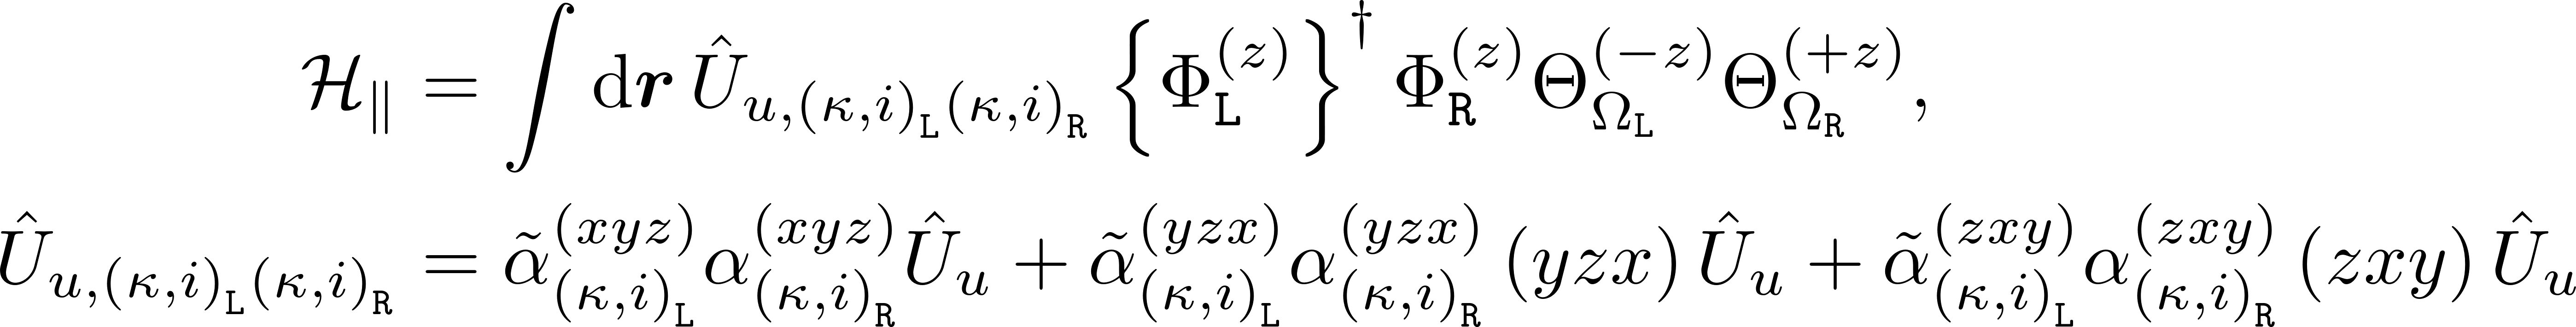 \mathcal{H}_{\parallel} = \int \mathrm{d}\boldsymbol{r}\, \hat{U}_{u,(\kappa,i)_{\mathtt{L}}(\kappa,i)_{\mathtt{R}}} \left\{ \Phi_{\mathtt{L}}^{(z)} \right\}^{\dagger} \Phi_{\mathtt{R}}^{(z)} \Theta_{\Omega_{\mathtt{L}}}^{(-z)} \Theta_{\Omega_{\mathtt{R}}}^{(+z)},
\hat{U}_{u,(\kappa,i)_{\mathtt{L}}(\kappa,i)_{\mathtt{R}}} = \tilde{\alpha}_{(\kappa,i)_{\mathtt{L}}}^{(xyz)} \alpha_{(\kappa,i)_{\mathtt{R}}}^{(xyz)} \hat{U}_{u} + \tilde{\alpha}_{(\kappa,i)_{\mathtt{L}}}^{(yzx)} \alpha_{(\kappa,i)_{\mathtt{R}}}^{(yzx)} (yzx) \hat{U}_{u} + \tilde{\alpha}_{(\kappa,i)_{\mathtt{L}}}^{(zxy)} \alpha_{(\kappa,i)_{\mathtt{R}}}^{(zxy)} (zxy) \hat{U}_{u}